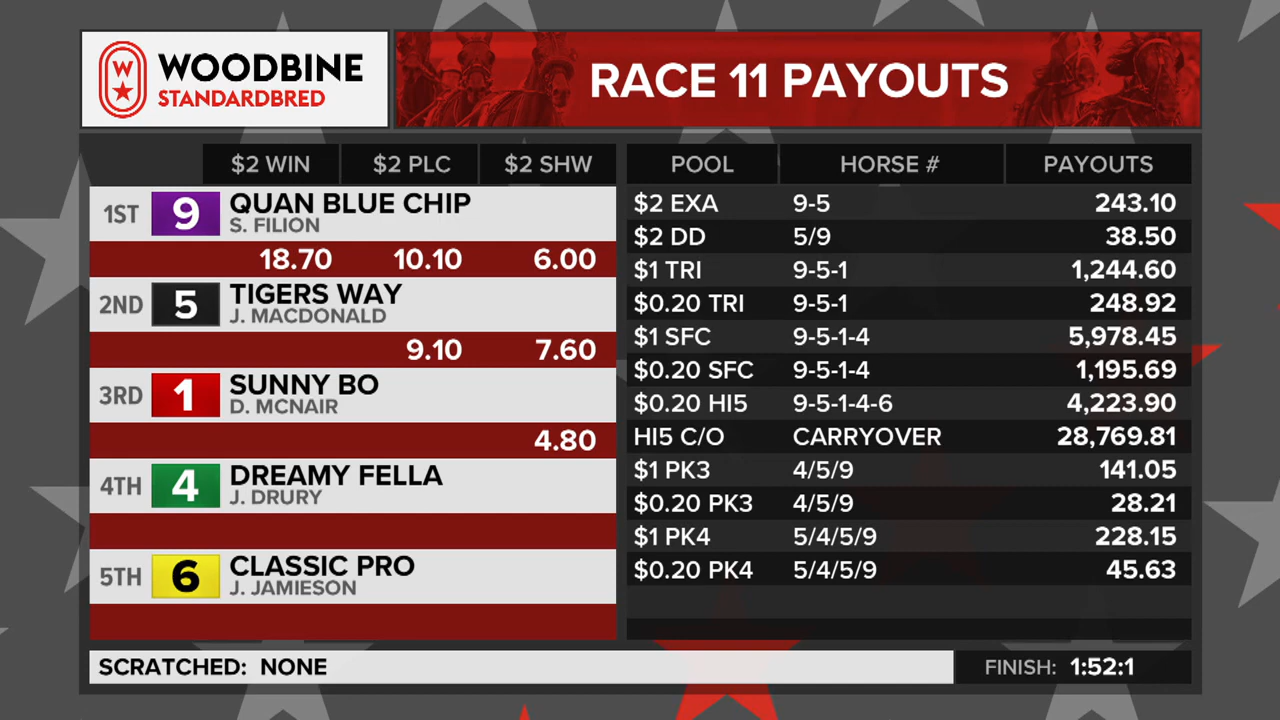 W
WOODBINE
STANDARDBRED
RACE 11 PAYOUTS
$2 WIN $2 PLC $2 SHW
1ST 9 QUAN BLUE CHIP
S. FILION
18.70 10.10 6.00
2ND 5 TIGERS WAY
J. MACDONALD
9.10 7.60
3RD 1 SUNNY BO
D. MCNAIR
4.80
4TH 4 DREAMY FELLA
J. DRURY
5TH 6 CLASSIC PRO
J. JAMIESON
POOL HORSE # PAYOUTS
$2 EXA 9-5 243.10
$2 DD 5/9 38.50
$1 TRI 9-5-1 1,244.60
$0.20 TRI 9-5-1 248.92
$1 SFC 9-5-1-4 5,978.45
$0.20 SFC 9-5-1-4 1,195.69
$0.20 HI5 9-5-1-4-6 4,223.90
HI5 C/O CARRYOVER 28,769.81
$1 PK3 4/5/9 141.05
$0.20 PK3 4/5/9 28.21
$1 PK4 5/4/5/9 228.15
$0.20 PK4 5/4/5/9 45.63
SCRATCHED: NONE
FINISH: 1:52:1